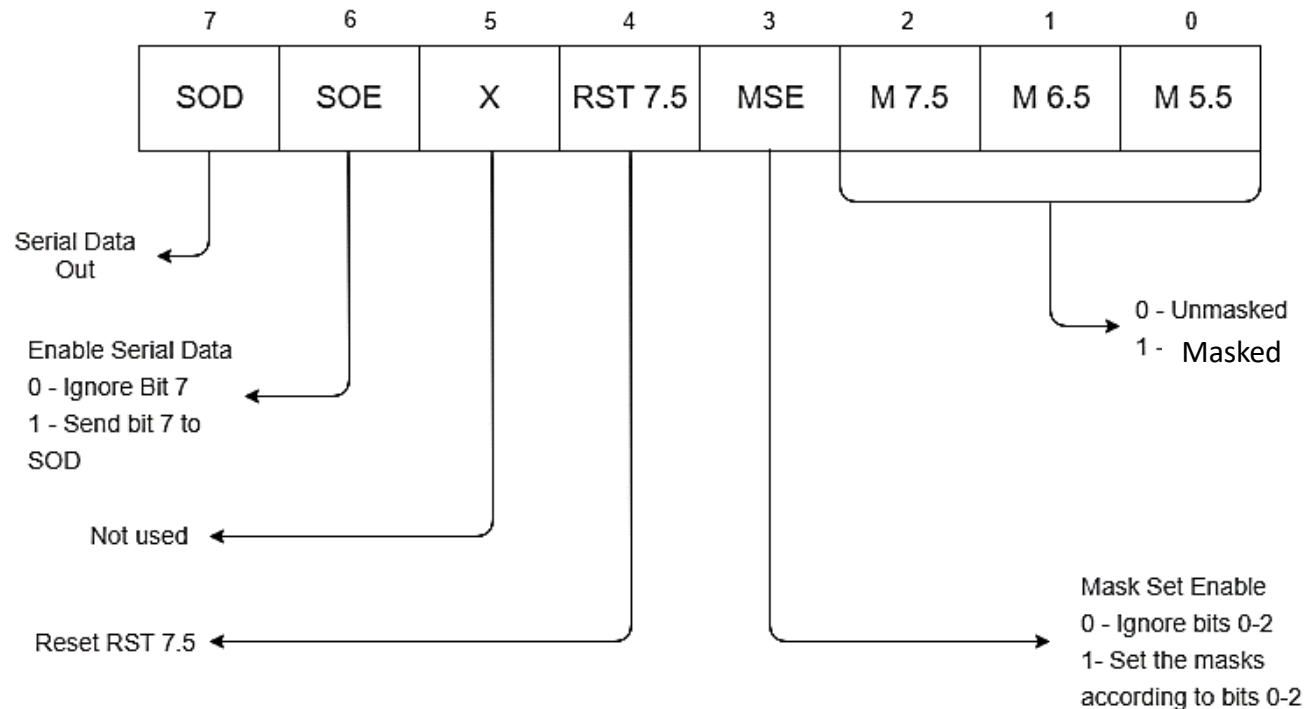 7 6 5 4 3 2 1 0
SOD SOE X RST 7.5 MSE M 7.5 M 6.5 M 5.5
Serial Data
Out
0 - Unmasked
1 - Masked
Enable Serial Data
0 - Ignore Bit 7
1 - Send bit 7 to
SOD
Not used
Mask Set Enable
0 - Ignore bits 0-2
1- Set the masks
according to bits 0-2
Reset RST 7.5